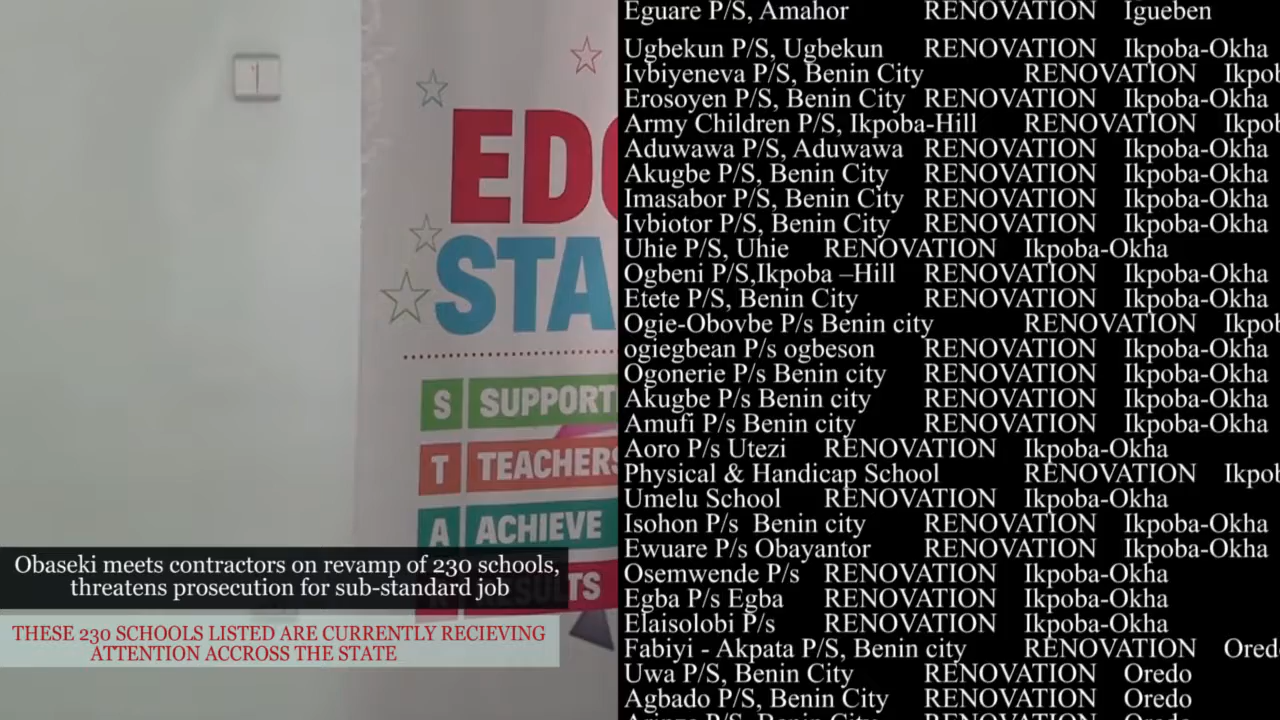 EDO
STA
S SUPPORT
T TEACHERS
A ACHIEVE
Obaseki meets contractors on revamp of 230 schools,
threatens prosecution for sub-standard job
THESE 230 SCHOOLS LISTED ARE CURRENTLY RECIEVING
ATTENTION ACCROSS THE STATE
Eguare P/S, Amahor RENOVATION Igueben
Ugbekun P/S, Ugbekun RENOVATION Ikpoba-Okha
Ivbiyeneva P/S, Benin City RENOVATION Ikpob
Erosoyen P/S, Benin City RENOVATION Ikpoba-Okha
Army Children P/S, Ikpoba-Hill RENOVATION Ikpob
Aduwawa P/S, Aduwawa RENOVATION Ikpoba-Okha
Akugbe P/S, Benin City RENOVATION Ikpoba-Okha
Imasabor P/S, Benin City RENOVATION Ikpoba-Okha
Ivbiotor P/S, Benin City RENOVATION Ikpoba-Okha
Uhie P/S, Uhie RENOVATION Ikpoba-Okha
Ogbeni P/S,Ikpoba –Hill RENOVATION Ikpoba-Okha
Etete P/S, Benin City RENOVATION Ikpoba-Okha
Ogie-Obovbe P/s Benin city RENOVATION Ikpob
ogiegbean P/s ogbeson RENOVATION Ikpoba-Okha
Ogonerie P/s Benin city RENOVATION Ikpoba-Okha
Akugbe P/s Benin city RENOVATION Ikpoba-Okha
Amufi P/s Benin city RENOVATION Ikpoba-Okha
Aoro P/s Utezi RENOVATION Ikpoba-Okha
Physical & Handicap School RENOVATION Ikpob
Umelu School RENOVATION Ikpoba-Okha
Isohon P/s Benin city RENOVATION Ikpoba-Okha
Ewuare P/s Obayantor RENOVATION Ikpoba-Okha
Osemwende P/s RENOVATION Ikpoba-Okha
Egba P/s Egba RENOVATION Ikpoba-Okha
Elaisolobi P/s RENOVATION Ikpoba-Okha
Fabiyi - Akpata P/S, Benin city RENOVATION Oredo
Uwa P/S, Benin City RENOVATION Oredo
Agbado P/S, Benin City RENOVATION Oredo